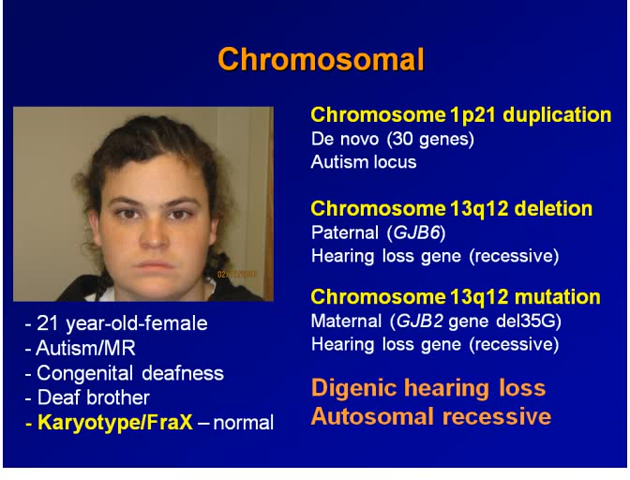 Chromosomal
- 21 year-old-female
- Autism/MR
- Congenital deafness
- Deaf brother
- Karyotype/FraX – normal
Chromosome 1p21 duplication
De novo (30 genes)
Autism locus
Chromosome 13q12 deletion
Paternal (GJB6)
Hearing loss gene (recessive)
Chromosome 13q12 mutation
Maternal (GJB2 gene del35G)
Hearing loss gene (recessive)
Digenic hearing loss
Autosomal recessive